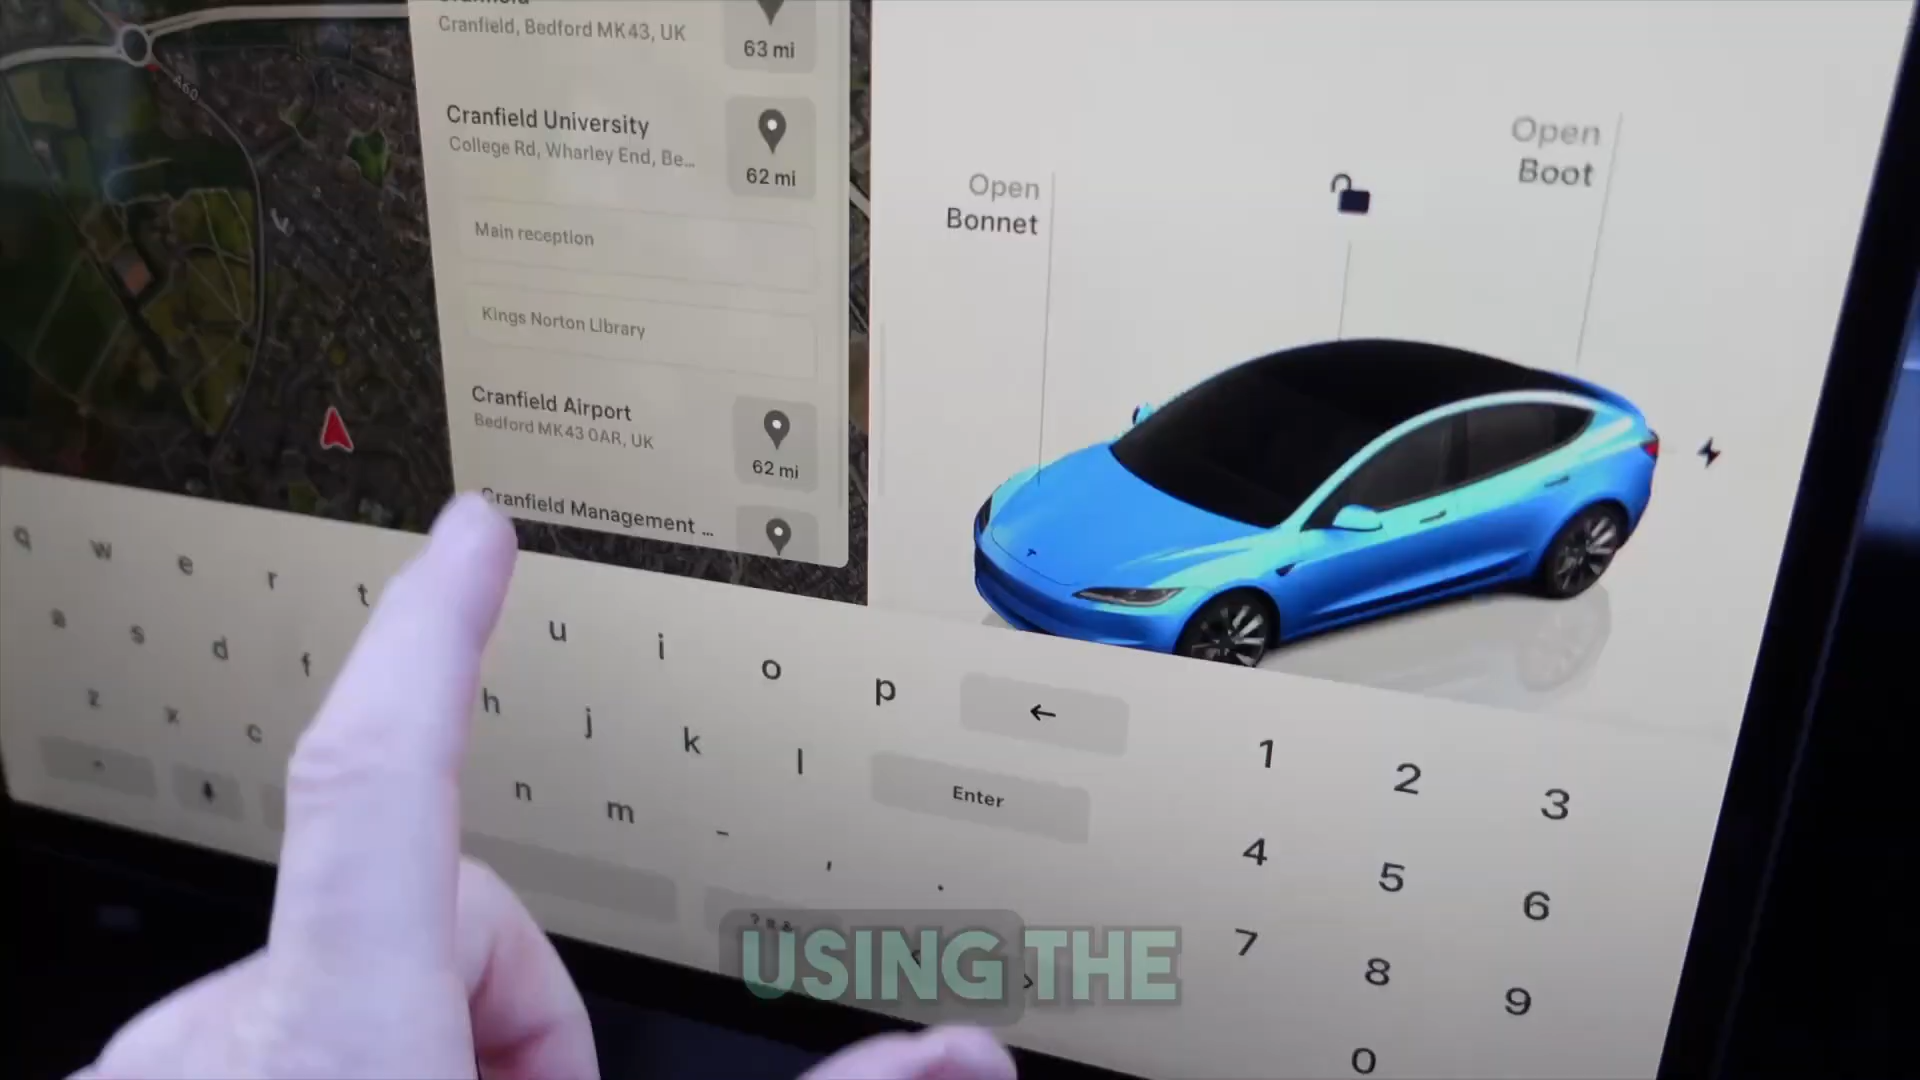 A60
Cranfield, Bedford MK43, UK
63 mi
Cranfield University
College Rd, Wharley End, Be...
62 mi
Main reception
Kings Norton Library
Cranfield Airport
Bedford MK43 0AR, UK
62 mi
Cranfield Management ...
Open
Bonnet
Open
Boot
q w e r t u i o p
a s d f h j k l
Enter
z x c n m - ' .
1 2 3
4 5 6
7 8 9
0
USING THE